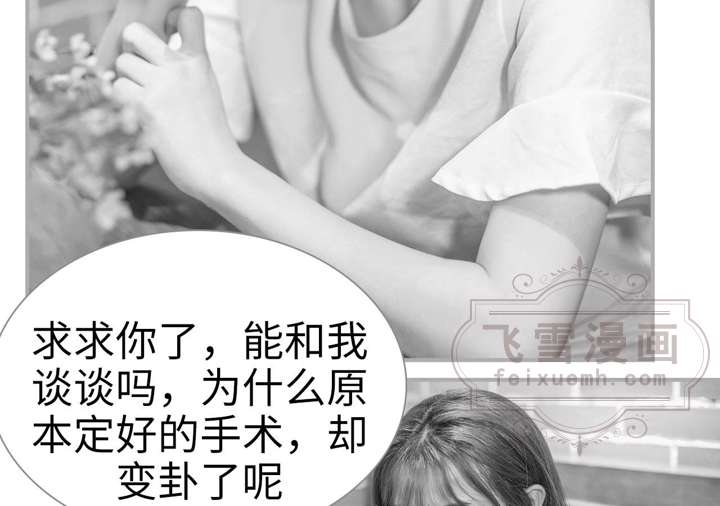 求求你了，能和我
谈谈吗，为什么原
本定好的手术，却
变卦了呢
飞雪漫画
feixuemh.com